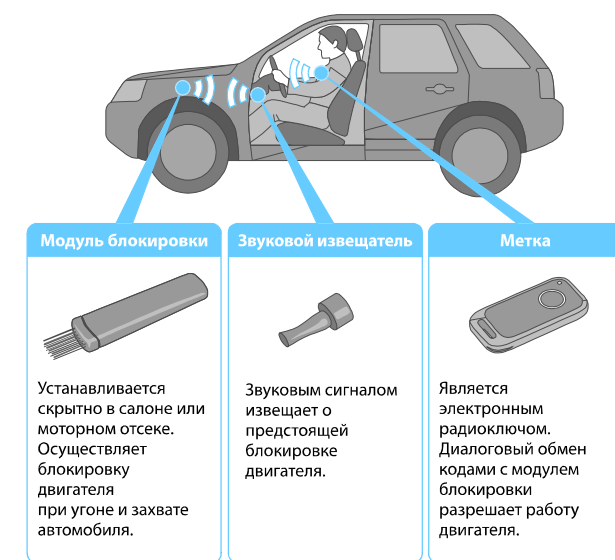 Модуль блокировки
Устанавливается
скрытно в салоне или
моторном отсеке.
Осуществляет
блокировку
двигателя
при угоне и захвате
автомобиля.
Звуковой извещатель
Звуковым сигналом
извещает о
предстоящей
блокировке
двигателя.
Метка
Является
электронным
радиоключом.
Диалоговый обмен
кодами с модулем
блокировки
разрешает работу
двигателя.